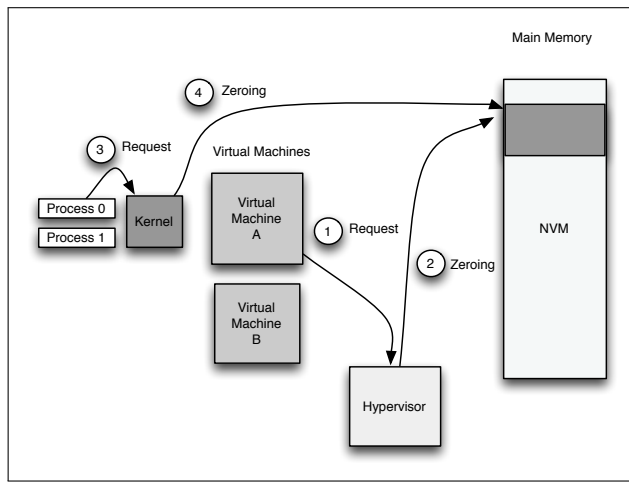 Main Memory
4 Zeroing
3 Request
Virtual Machines
Process 0
Process 1
Kernel
Virtual
Machine
A
1 Request
NVM
2 Zeroing
Virtual
Machine
B
Hypervisor